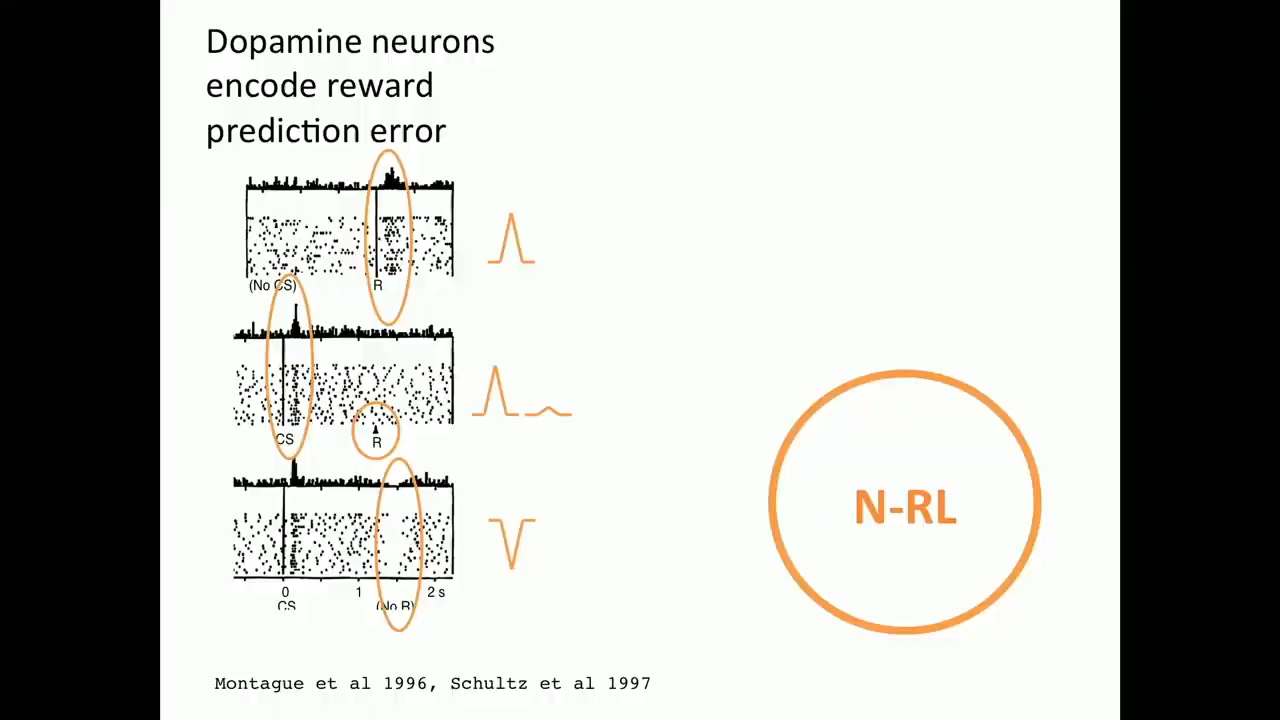 Dopamine neurons
encode reward
prediction error
(No CS) R
CS R
0 1 2 s
CS (No R)
N-RL
Montague et al 1996, Schultz et al 1997